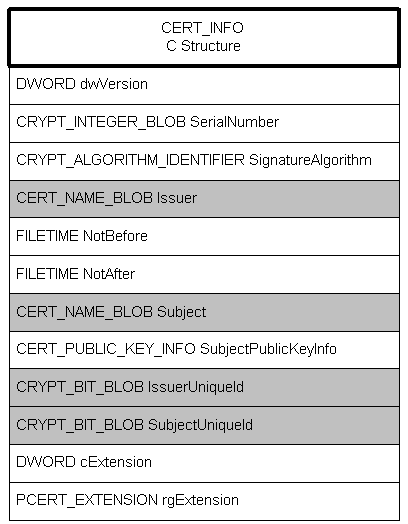 CERT_INFO
C Structure
DWORD dwVersion
CRYPT_INTEGER_BLOB SerialNumber
CRYPT_ALGORITHM_IDENTIFIER SignatureAlgorithm
CERT_NAME_BLOB Issuer
FILETIME NotBefore
FILETIME NotAfter
CERT_NAME_BLOB Subject
CERT_PUBLIC_KEY_INFO SubjectPublicKeyInfo
CRYPT_BIT_BLOB IssuerUniqueId
CRYPT_BIT_BLOB SubjectUniqueId
DWORD cExtension
PCERT_EXTENSION rgExtension